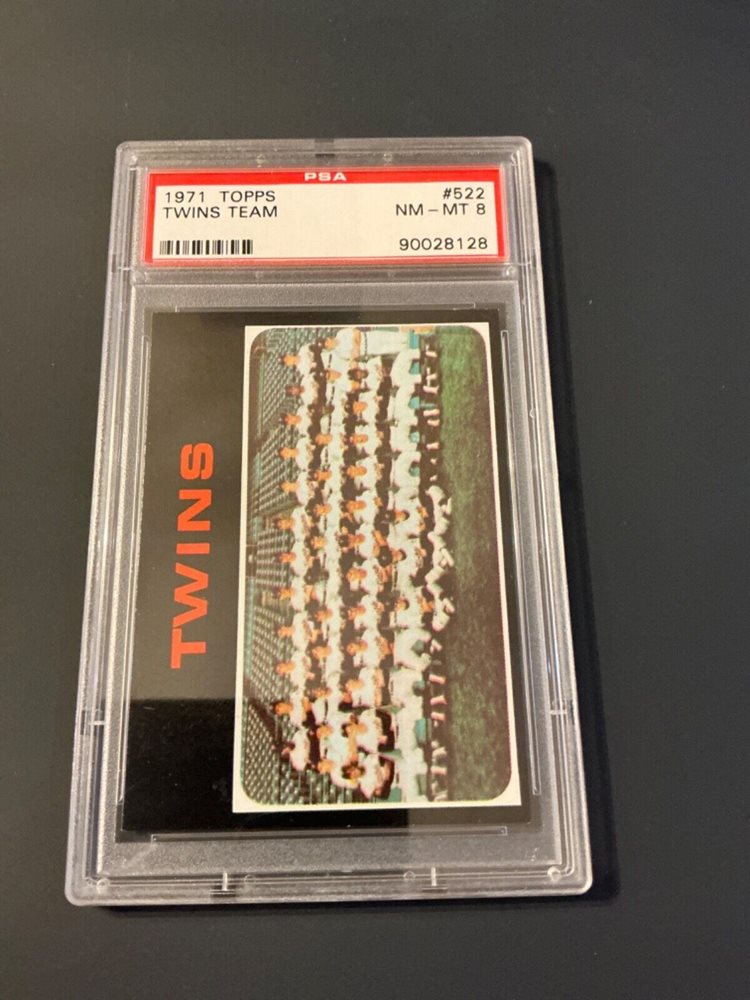 PSA
1971 TOPPS #522
TWINS TEAM NM-MT 8
90028128
TWINS